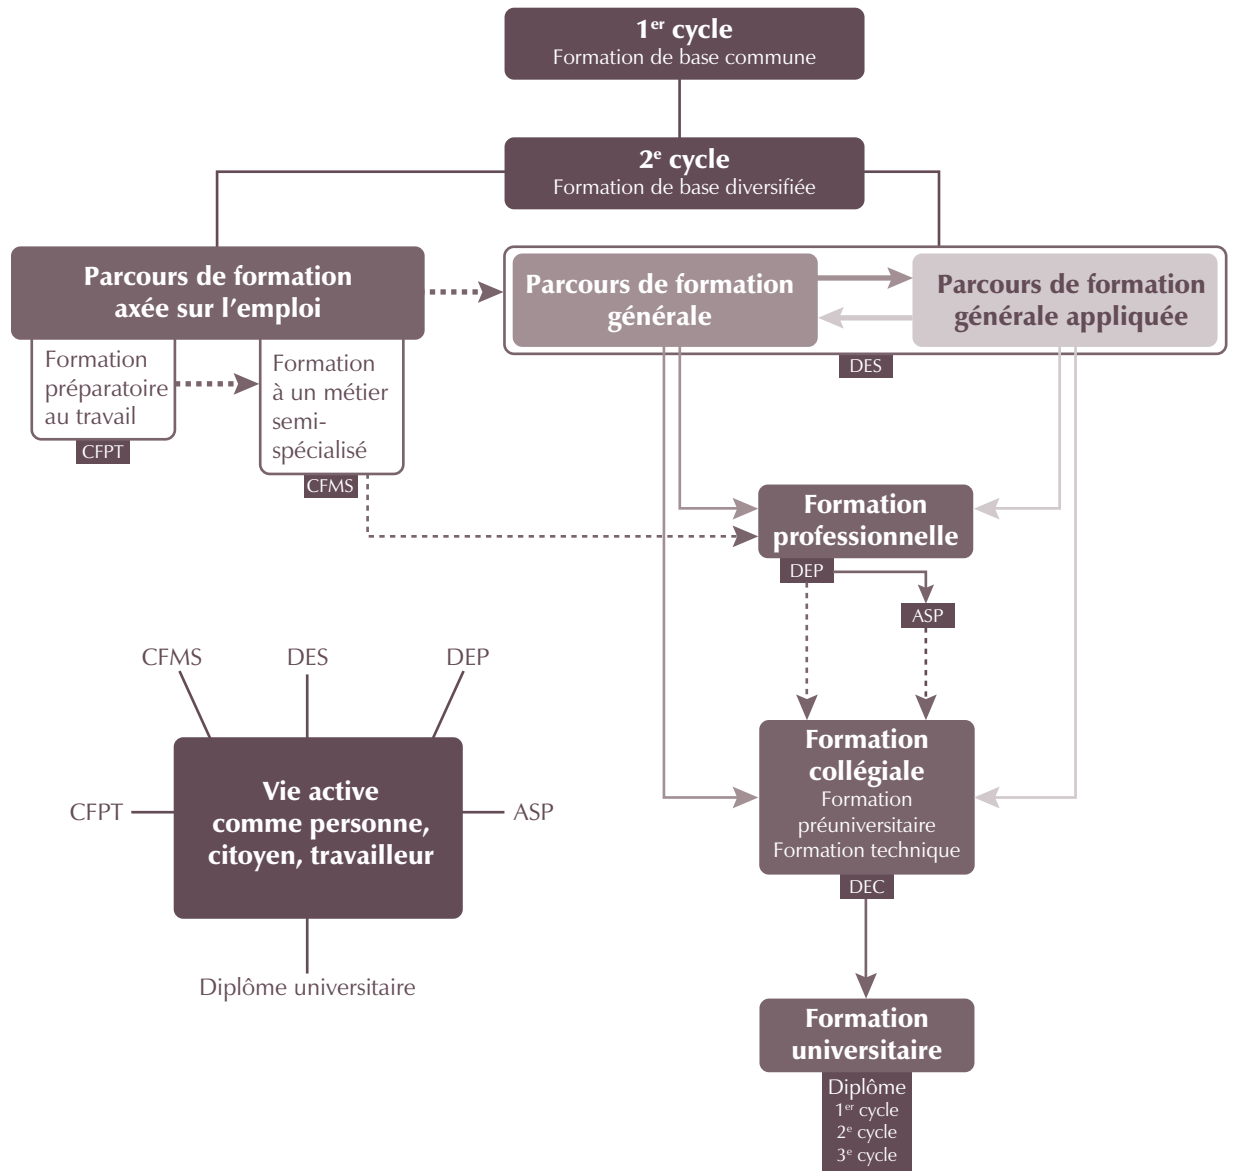 1er cycle
Formation de base commune
2e cycle
Formation de base diversifiée
Parcours de formation
axée sur l’emploi
Parcours de formation
générale
Parcours de formation
générale appliquée
DES
Formation
préparatoire
au travail
CFPT
Formation
à un métier
semi-
spécialisé
CFMS
Formation
professionnelle
DEP
ASP
CFMS
DES
DEP
Vie active
comme personne,
citoyen, travailleur
CFPT
ASP
Diplôme universitaire
Formation
collégiale
Formation
préuniversitaire
Formation technique
DEC
Formation
universitaire
Diplôme
1er cycle
2e cycle
3e cycle